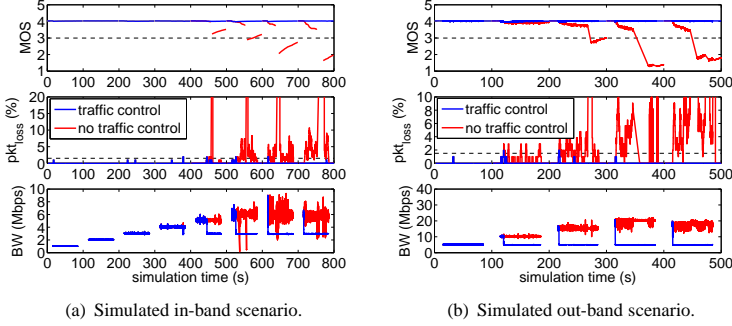 5
4
3
2
1
MOS
0 100 200 300 400 500 600 700 800
20
15
10
5
0
pkt_loss (%)
traffic control
no traffic control
0 100 200 300 400 500 600 700 800
10
8
6
4
2
0
BW (Mbps)
0 100 200 300 400 500 600 700 800
simulation time (s)
(a) Simulated in-band scenario.
5
4
3
2
1
MOS
0 100 200 300 400 500
10
8
6
4
2
0
pkt_loss (%)
traffic control
no traffic control
0 100 200 300 400 500
40
30
20
10
0
BW (Mbps)
0 100 200 300 400 500
simulation time (s)
(b) Simulated out-band scenario.